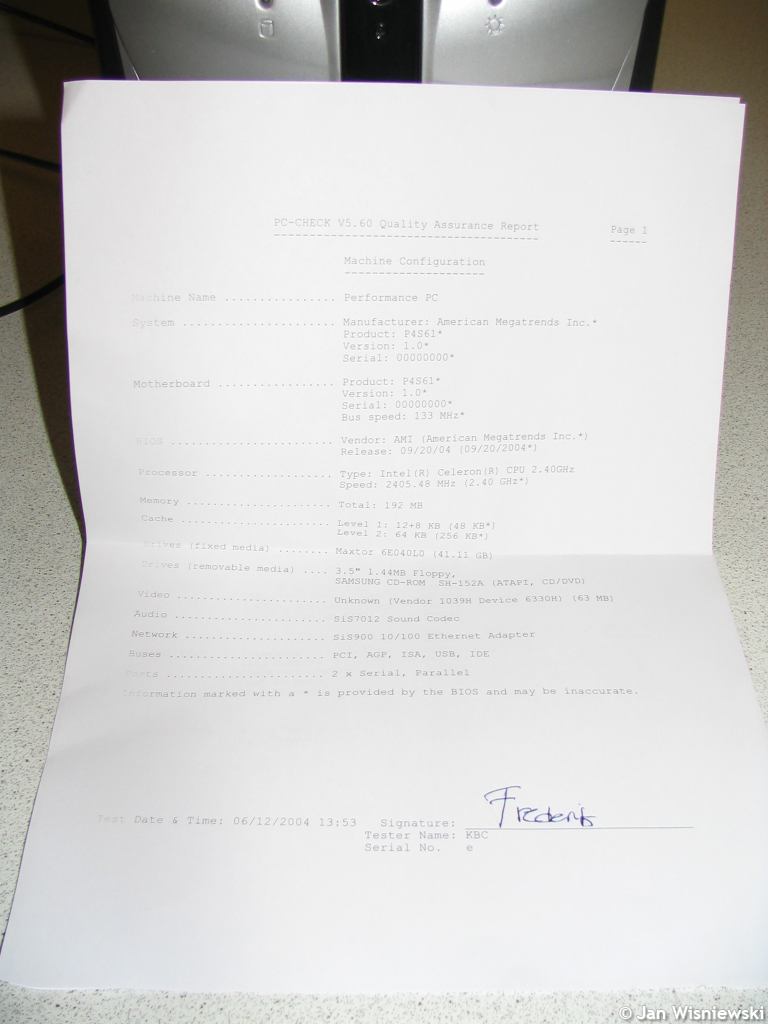 PC-CHECK V5.60 Quality Assurance Report Page 1
Machine Configuration
Machine Name ................ Performance PC
System ...................... Manufacturer: American Megatrends Inc.*
Product: P4S61*
Version: 1.0*
Serial: 00000000*
Motherboard ................. Product: P4S61*
Version: 1.0*
Serial: 00000000*
Bus speed: 133 MHz*
BIOS ........................ Vendor: AMI (American Megatrends Inc.*)
Release: 09/20/04 (09/20/2004*)
Processor ................... Type: Intel(R) Celeron(R) CPU 2.40GHz
Speed: 2405.48 MHz (2.40 GHz*)
Memory ...................... Total: 192 MB
Cache ....................... Level 1: 12+8 KB (48 KB*)
Level 2: 64 KB (256 KB*)
Drives (fixed media) ........ Maxtor 6E040L0 (41.11 GB)
Drives (removable media) .... 3.5" 1.44MB Floppy,
SAMSUNG CD-ROM SH-152A (ATAPI, CD/DVD)
Video ....................... Unknown (Vendor 1039H Device 6330H) (63 MB)
Audio ....................... SiS7012 Sound Codec
Network ..................... SiS900 10/100 Ethernet Adapter
Buses ....................... PCI, AGP, ISA, USB, IDE
Ports ....................... 2 x Serial, Parallel
Information marked with a * is provided by the BIOS and may be inaccurate.
Test Date & Time: 06/12/2004 13:53 Signature: Frederik
Tester Name: KBC
Serial No. e
© Jan Wisniewski